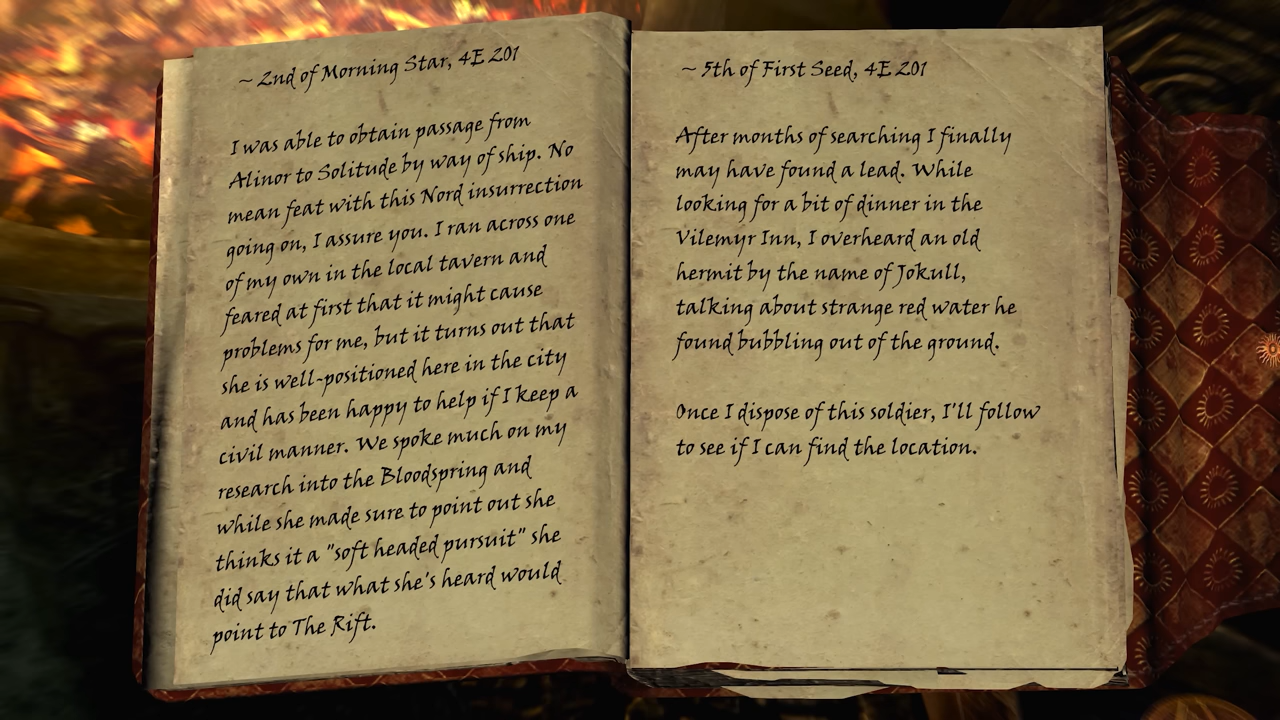 ~ 2nd of Morning Star, 4E 201
I was able to obtain passage from
Alinor to Solitude by way of ship. No
mean feat with this Nord insurrection
going on, I assure you. I ran across one
of my own in the local tavern and
feared at first that it might cause
problems for me, but it turns out that
she is well-positioned here in the city
and has been happy to help if I keep a
civil manner. We spoke much on my
research into the Bloodspring and
while she made sure to point out she
thinks it a "soft headed pursuit" she
did say that what she's heard would
point to The Rift.
~ 5th of First Seed, 4E 201
After months of searching I finally
may have found a lead. While
looking for a bit of dinner in the
Vilemyr Inn, I overheard an old
hermit by the name of Jokull,
talking about strange red water he
found bubbling out of the ground.
Once I dispose of this soldier, I'll follow
to see if I can find the location.